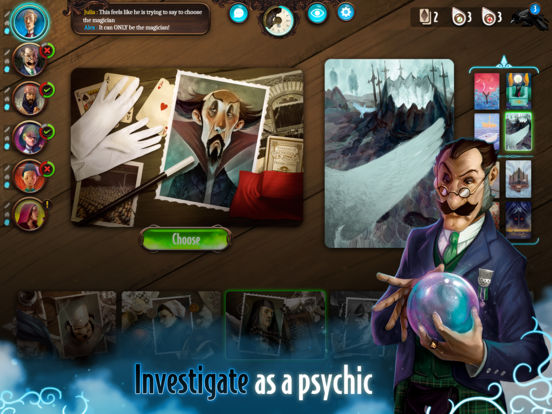 Julia : This feels like he is trying to say to choose
the magician
Alex : It can ONLY be the magician!
2
3
3
3
Choose
Investigate as a psychic